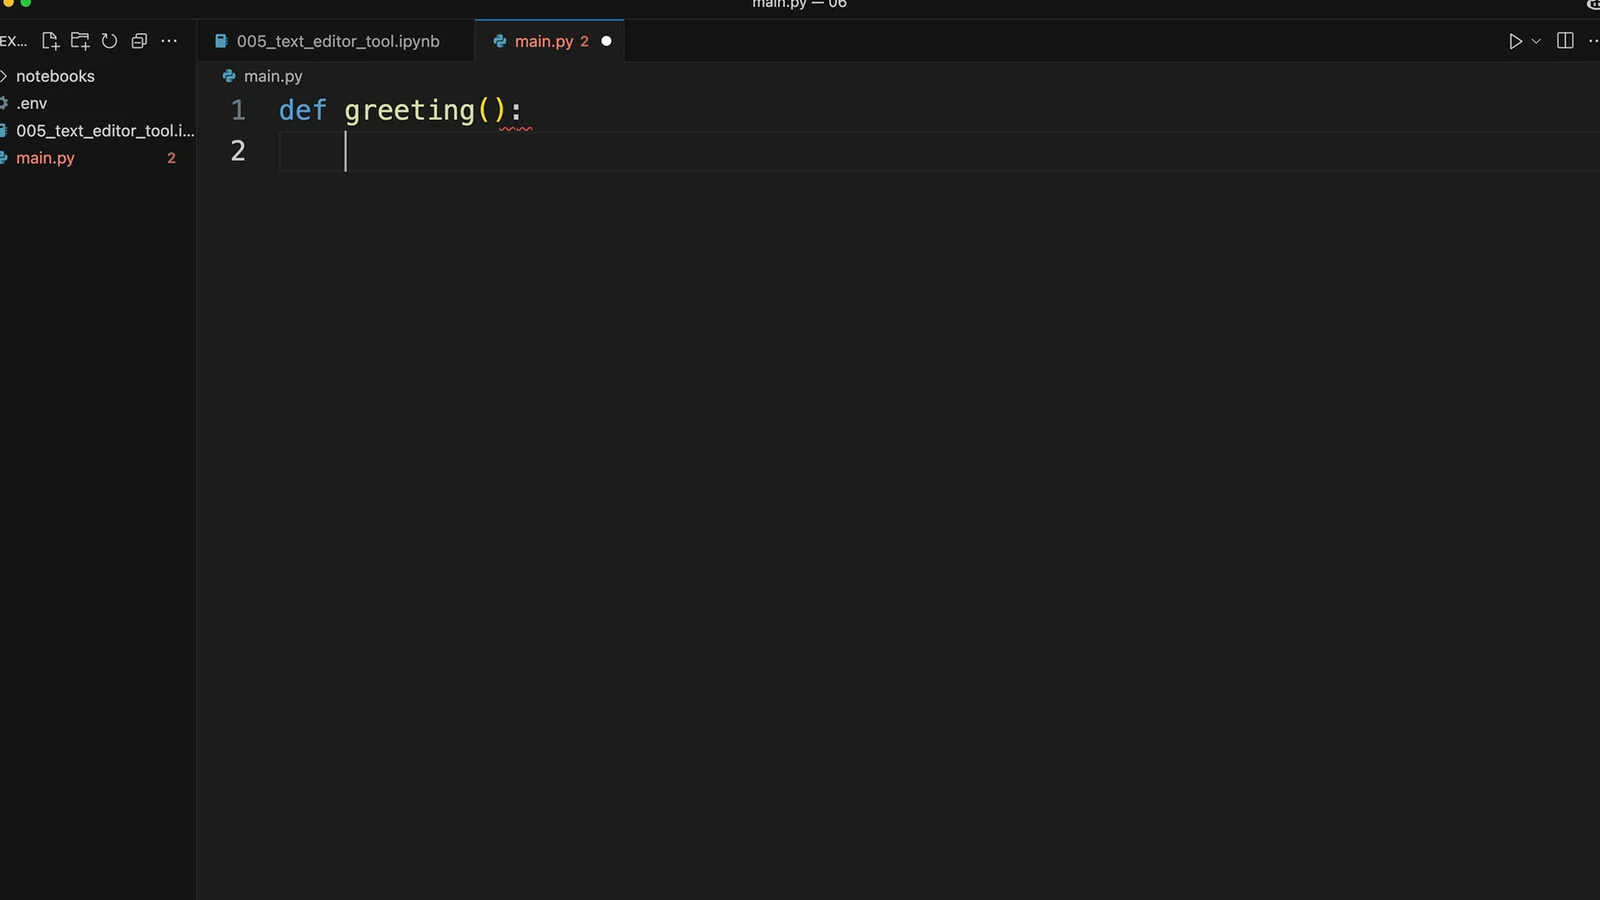 main.py — 06
EX...
005_text_editor_tool.ipynb
main.py 2
notebooks
.env
005_text_editor_tool.i...
main.py 2
main.py
1 def greeting():
2